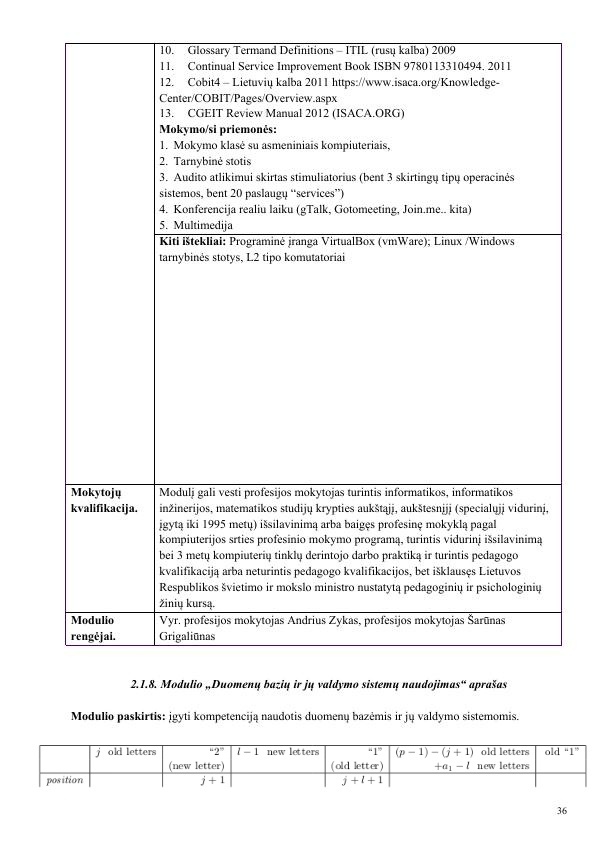 10. Glossary Termand Definitions – ITIL (rusų kalba) 2009
11. Continual Service Improvement Book ISBN 9780113310494. 2011
12. Cobit4 – Lietuvių kalba 2011 https://www.isaca.org/Knowledge-
Center/COBIT/Pages/Overview.aspx
13. CGEIT Review Manual 2012 (ISACA.ORG)
Mokymo/si priemonės:
1. Mokymo klasė su asmeniniais kompiuteriais,
2. Tarnybinė stotis
3. Audito atlikimui skirtas stimuliatorius (bent 3 skirtingų tipų operacinės
sistemos, bent 20 paslaugų “services”)
4. Konferencija realiu laiku (gTalk, Gotomeeting, Join.me.. kita)
5. Multimedija
Kiti ištekliai: Programinė įranga VirtualBox (vmWare); Linux /Windows
tarnybinės stotys, L2 tipo komutatoriai
Mokytojų
kvalifikacija.
Modulį gali vesti profesijos mokytojas turintis informatikos, informatikos
inžinerijos, matematikos studijų krypties aukštąjį, aukštesnįjį (specialųjį vidurinį,
įgytą iki 1995 metų) išsilavinimą arba baigęs profesinę mokyklą pagal
kompiuterijos srties profesinio mokymo programą, turintis vidurinį išsilavinimą
bei 3 metų kompiuterių tinklų derintojo darbo praktiką ir turintis pedagogo
kvalifikaciją arba neturintis pedagogo kvalifikacijos, bet išklausęs Lietuvos
Respublikos švietimo ir mokslo ministro nustatytą pedagoginių ir psichologinių
žinių kursą.
Modulio
rengėjai.
Vyr. profesijos mokytojas Andrius Zykas, profesijos mokytojas Šarūnas
Grigaliūnas
2.1.8. Modulio „Duomenų bazių ir jų valdymo sistemų naudojimas“ aprašas
Modulio paskirtis: įgyti kompetenciją naudotis duomenų bazėmis ir jų valdymo sistemomis.
j old letters “2” l − 1 new letters “1” (p − 1) − (j + 1) old letters old “1”
(new letter) (old letter) +a₁ − l new letters
position j + 1 j + l + 1
36